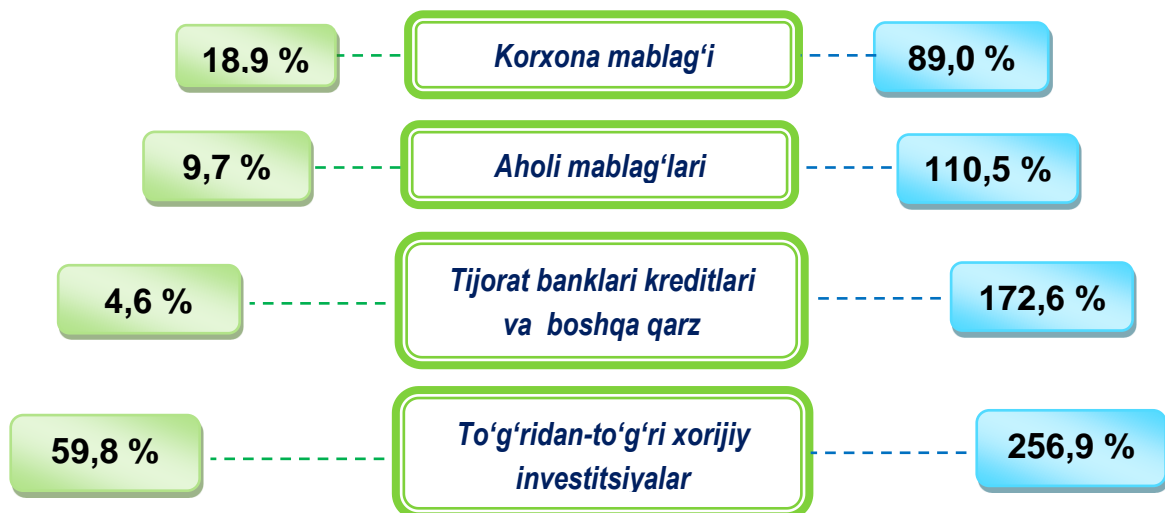 18,9 %
Korxona mablag‘i
89,0 %
9,7 %
Aholi mablag‘lari
110,5 %
4,6 %
Tijorat banklari kreditlari
va boshqa qarz
172,6 %
59,8 %
To‘g‘ridan-to‘g‘ri xorijiy
investitsiyalar
256,9 %